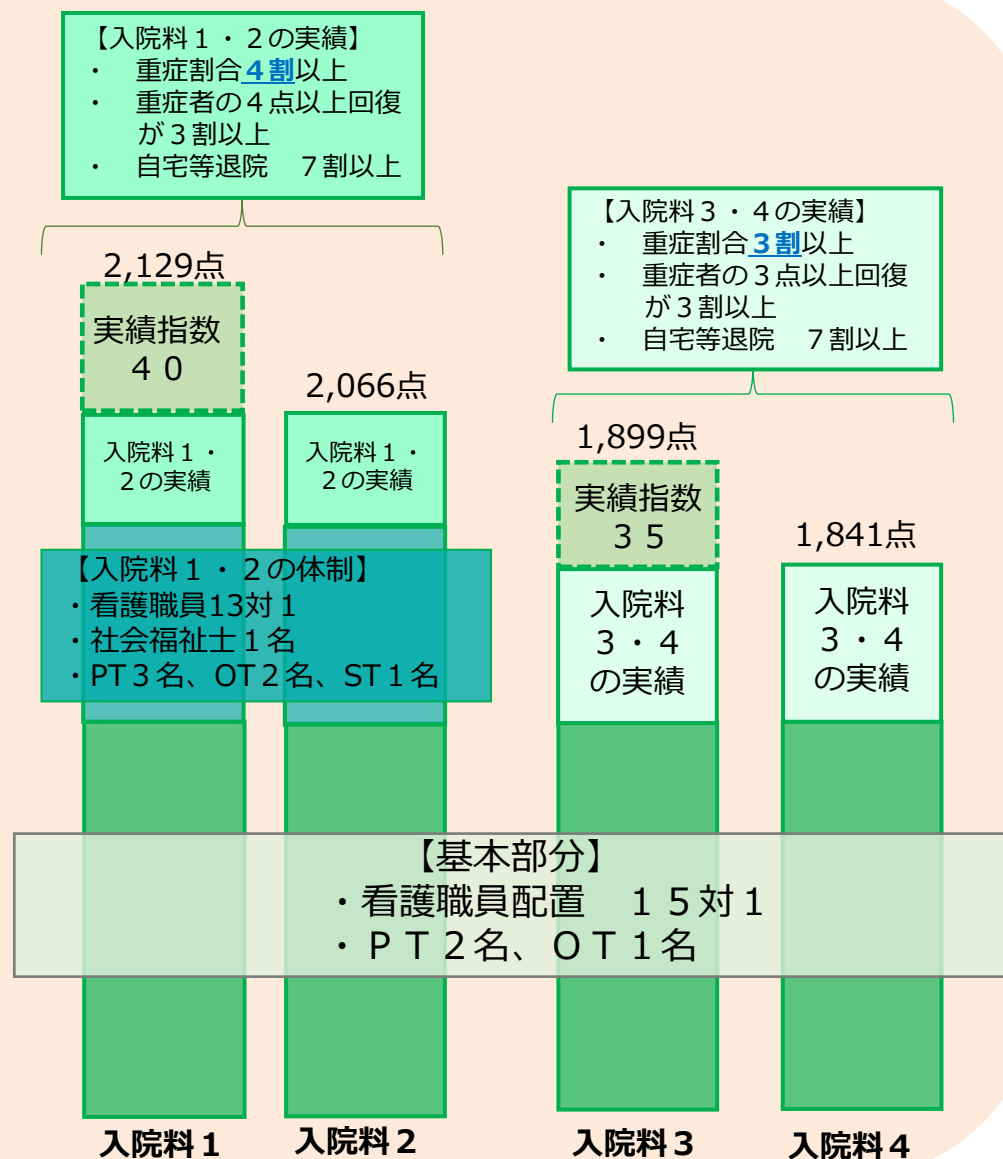 【入院料１・２の実績】
・ 重症割合４割以上
・ 重症者の４点以上回復
が３割以上
・ 自宅等退院　７割以上
【入院料３・４の実績】
・ 重症割合３割以上
・ 重症者の３点以上回復
が３割以上
・ 自宅等退院　７割以上
2,129点
実績指数
４０
2,066点
入院料１・
２の実績
入院料１・
２の実績
1,899点
実績指数
３５
1,841点
【入院料１・２の体制】
・看護職員13対１
・社会福祉士１名
・PT３名、OT２名、ST１名
入院料
３・４
の実績
入院料
３・４
の実績
【基本部分】
・看護職員配置　１５対１
・ＰＴ２名、ＯＴ１名
入院料１
入院料２
入院料３
入院料４